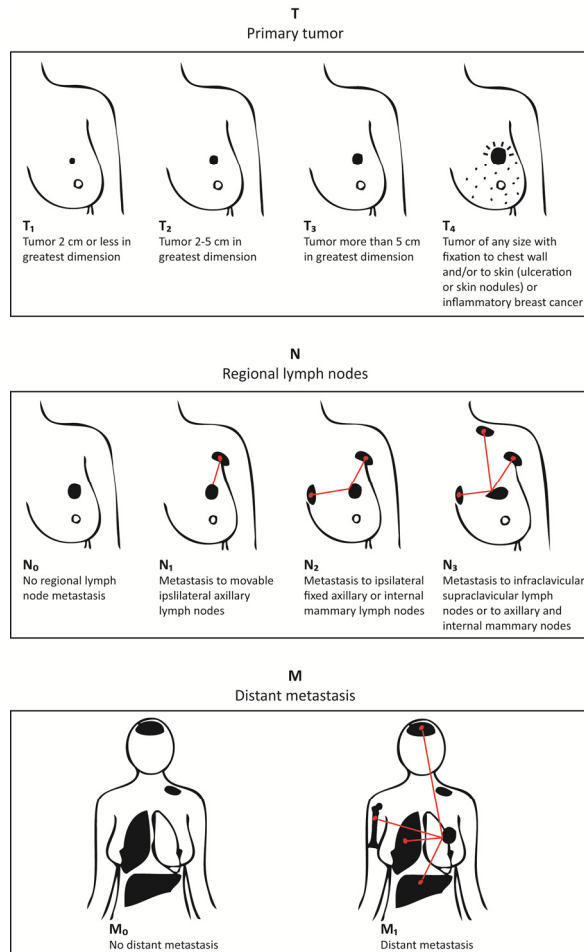 T
Primary tumor
T₁
Tumor 2 cm or less in
greatest dimension
T₂
Tumor 2-5 cm in
greatest dimension
T₃
Tumor more than 5 cm
in greatest dimension
T₄
Tumor of any size with
fixation to chest wall
and/or to skin (ulceration
or skin nodules) or
inflammatory breast cancer
N
Regional lymph nodes
N₀
No regional lymph
node metastasis
N₁
Metastasis to movable
ipslilateral axillary
lymph nodes
N₂
Metastasis to ipsilateral
fixed axillary or internal
mammary lymph nodes
N₃
Metastasis to infraclavicular,
supraclavicular lymph
nodes or to axillary and
internal mammary nodes
M
Distant metastasis
M₀
No distant metastasis
M₁
Distant metastasis